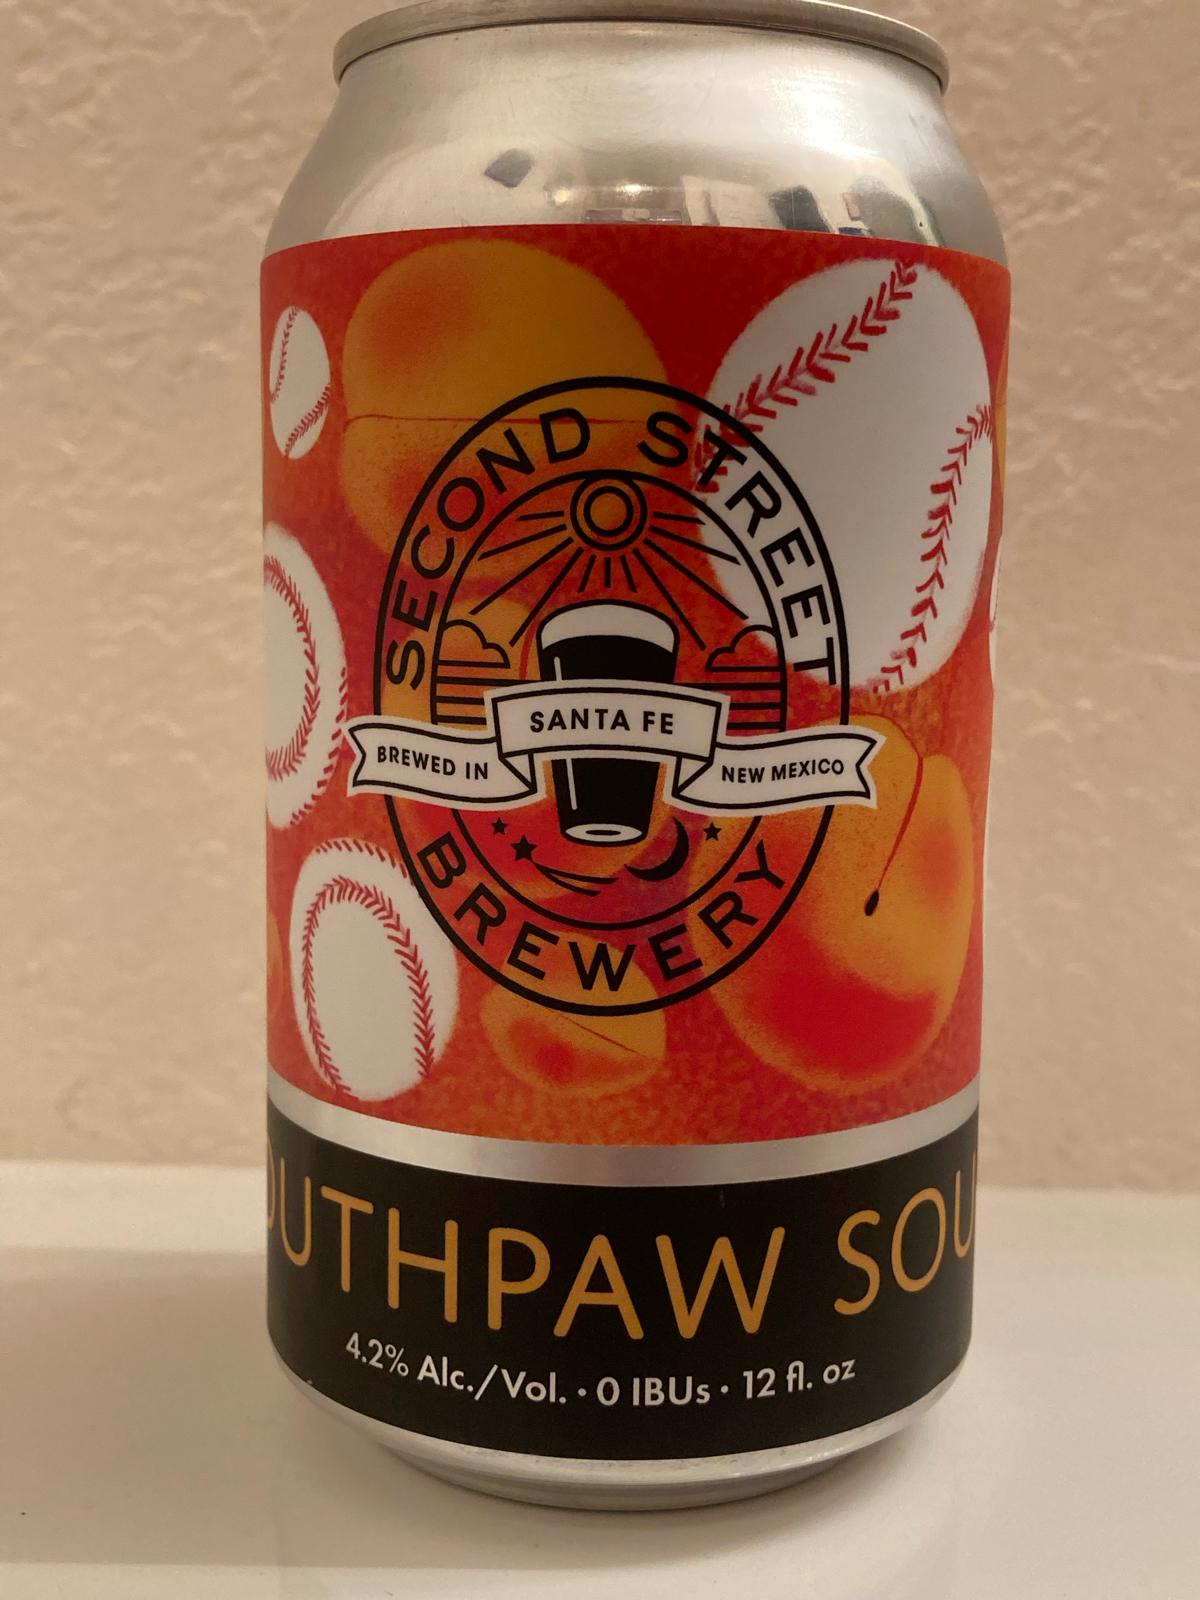 SECOND STREET
SANTA FE
BREWED IN
NEW MEXICO
BREWERY
OUTHPAW SOU
4.2% Alc./Vol. · 0 IBUs · 12 fl. oz